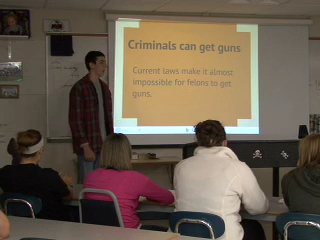 Criminals can get guns
Current laws make it almost
impossible for felons to get
guns.